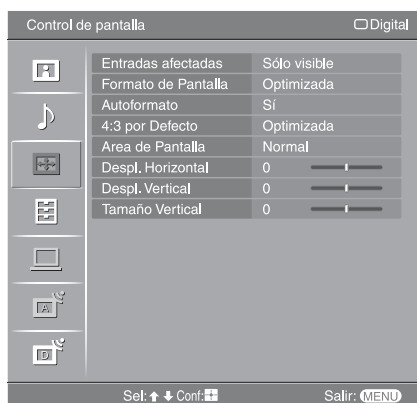 Control de pantalla Digital
Entradas afectadas Sólo visible
Formato de Pantalla Optimizada
Autoformato Sí
4:3 por Defecto Optimizada
Area de Pantalla Normal
Despl. Horizontal 0
Despl. Vertical 0
Tamaño Vertical 0
A
D
Sel: Conf: Salir: MENU